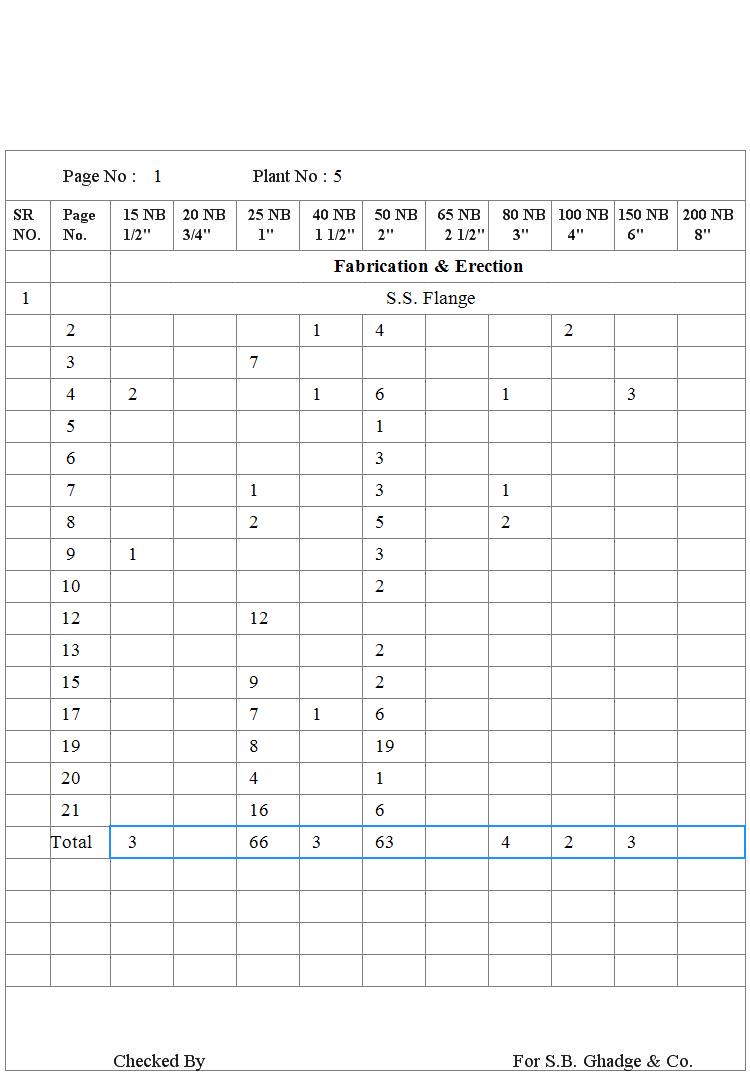 Page No : 1 Plant No : 5
SR Page 15 NB 20 NB 25 NB 40 NB 50 NB 65 NB 80 NB 100 NB 150 NB 200 NB
NO. No. 1/2" 3/4" 1" 1 1/2" 2" 2 1/2" 3" 4" 6" 8"
Fabrication & Erection
1 S.S. Flange
2 1 4 2
3 7
4 2 1 6 1 3
5 1
6 3
7 1 3 1
8 2 5 2
9 1 3
10 2
12 12
13 2
15 9 2
17 7 1 6
19 8 19
20 4 1
21 16 6
Total 3 66 3 63 4 2 3
Checked By For S.B. Ghadge & Co.